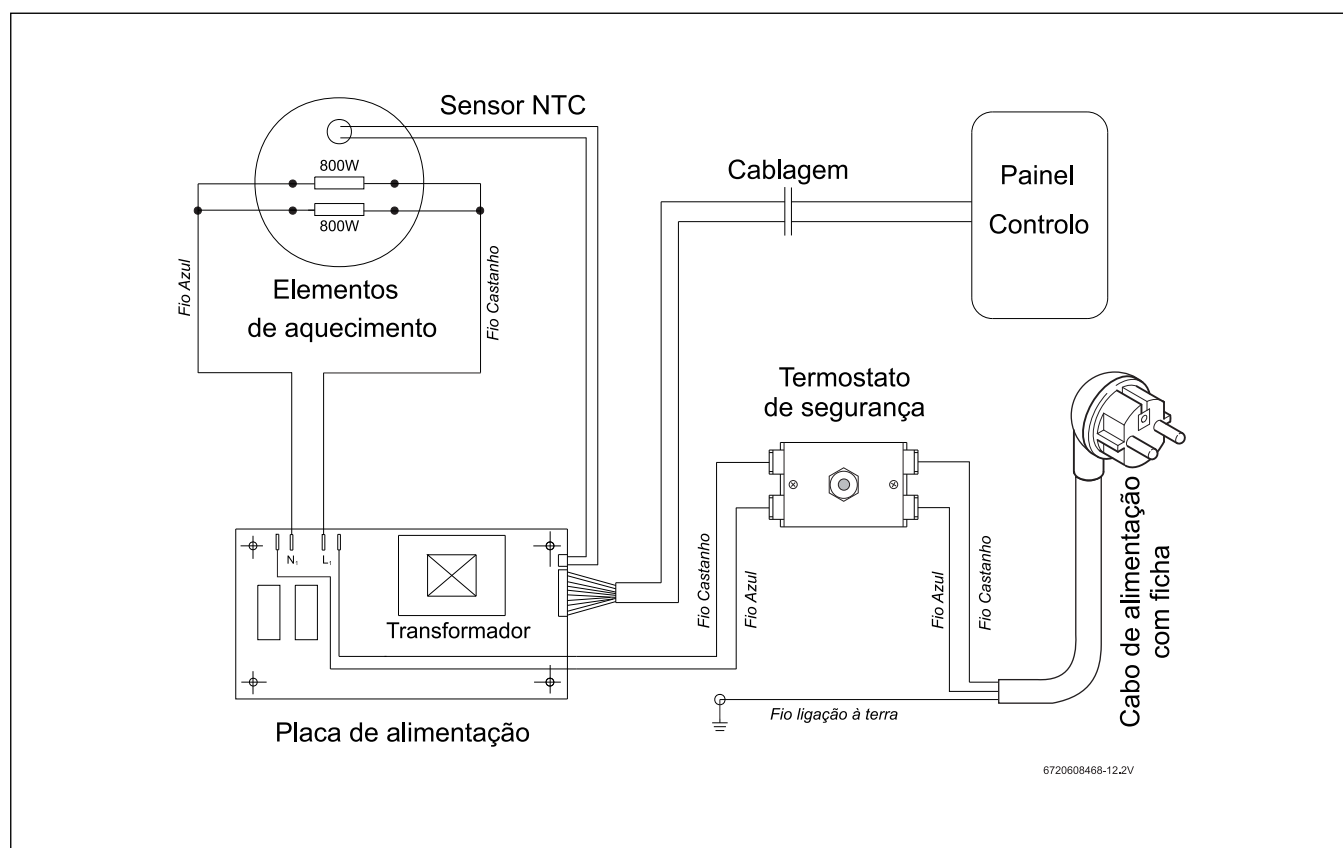 Sensor NTC
800W
800W
Fio Azul
Fio Castanho
Elementos
de aquecimento
Cablagem
Painel
Controlo
Termostato
de segurança
N₁
L₁
Transformador
Placa de alimentação
Fio Castanho
Fio Azul
Fio Azul
Fio Castanho
Fio ligação à terra
Cabo de alimentação
com ficha
6720608468-12.2V